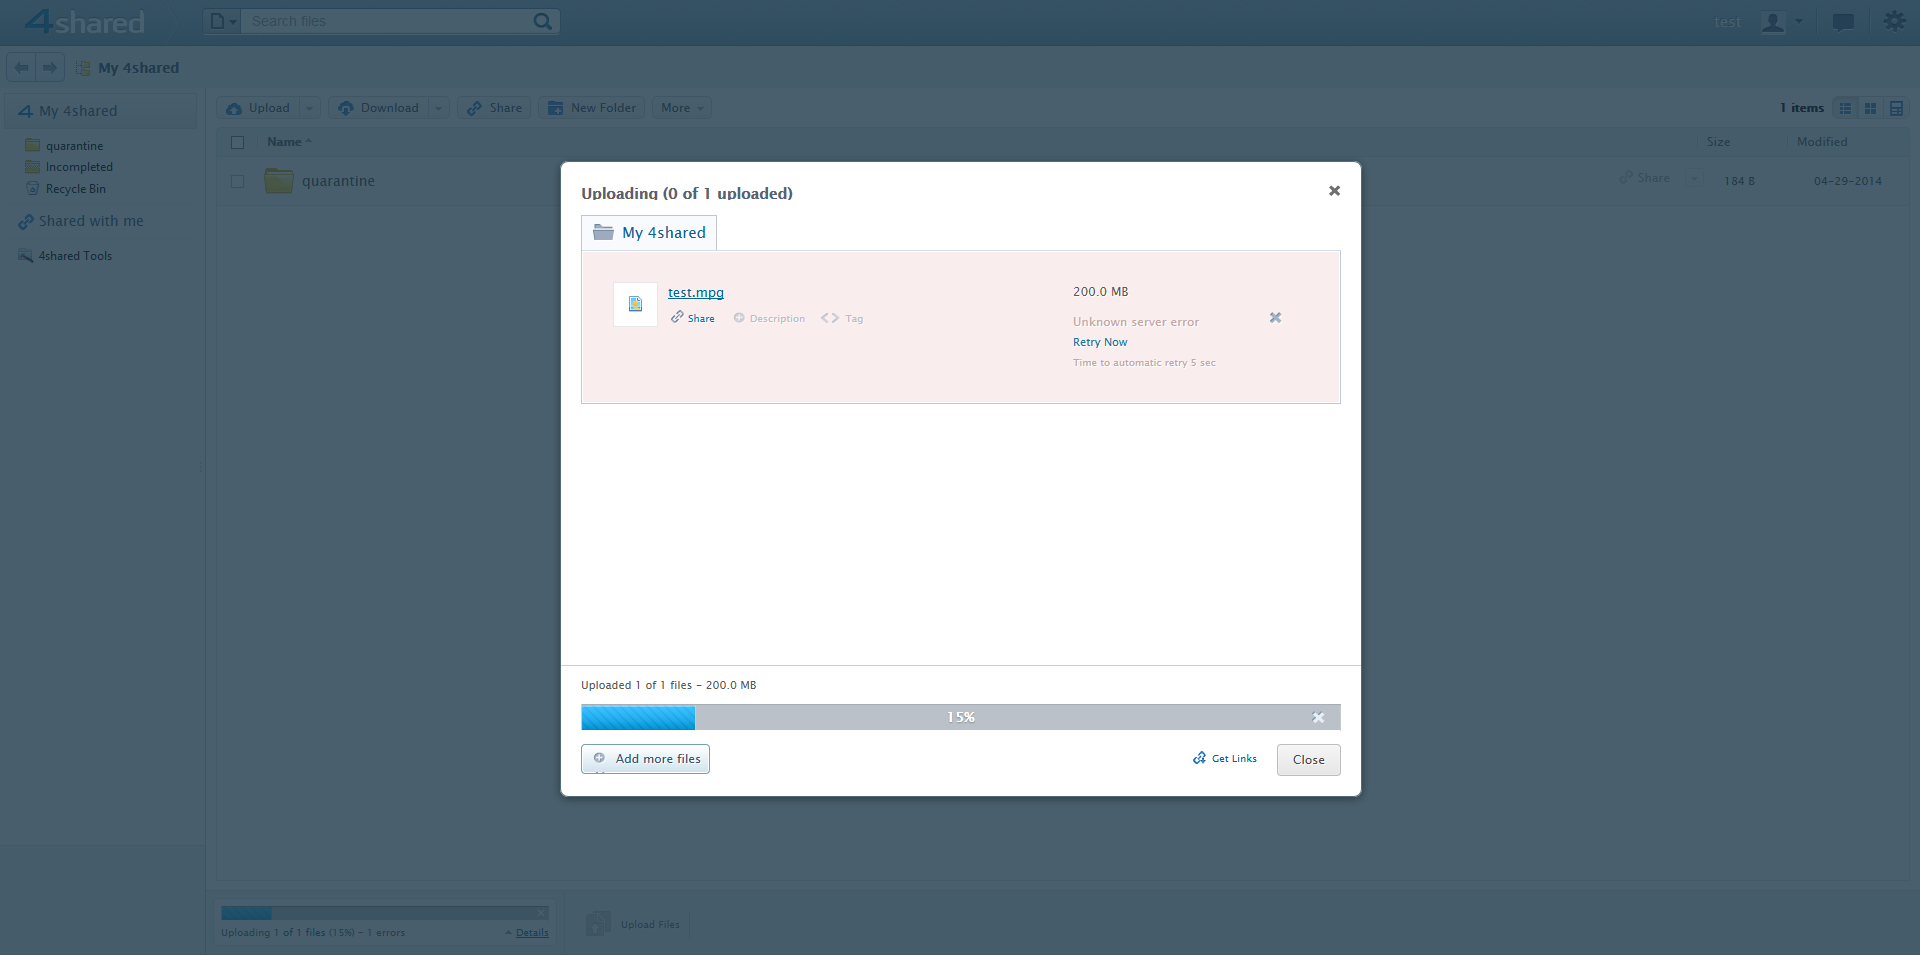 4shared
Search files
test
My 4shared
My 4shared
quarantine
Incompleted
Recycle Bin
Shared with me
4shared Tools
Upload
Download
Share
New Folder
More
1 items
Name
Size
Modified
quarantine
Share
184 B
04-29-2014
Uploading (0 of 1 uploaded)
My 4shared
test.mpg
200.0 MB
Share
Description
Tag
Unknown server error
Retry Now
Time to automatic retry 5 sec
Uploaded 1 of 1 files - 200.0 MB
15%
Add more files
Get Links
Close
Uploading 1 of 1 files (15%) - 1 errors
Details
Upload Files